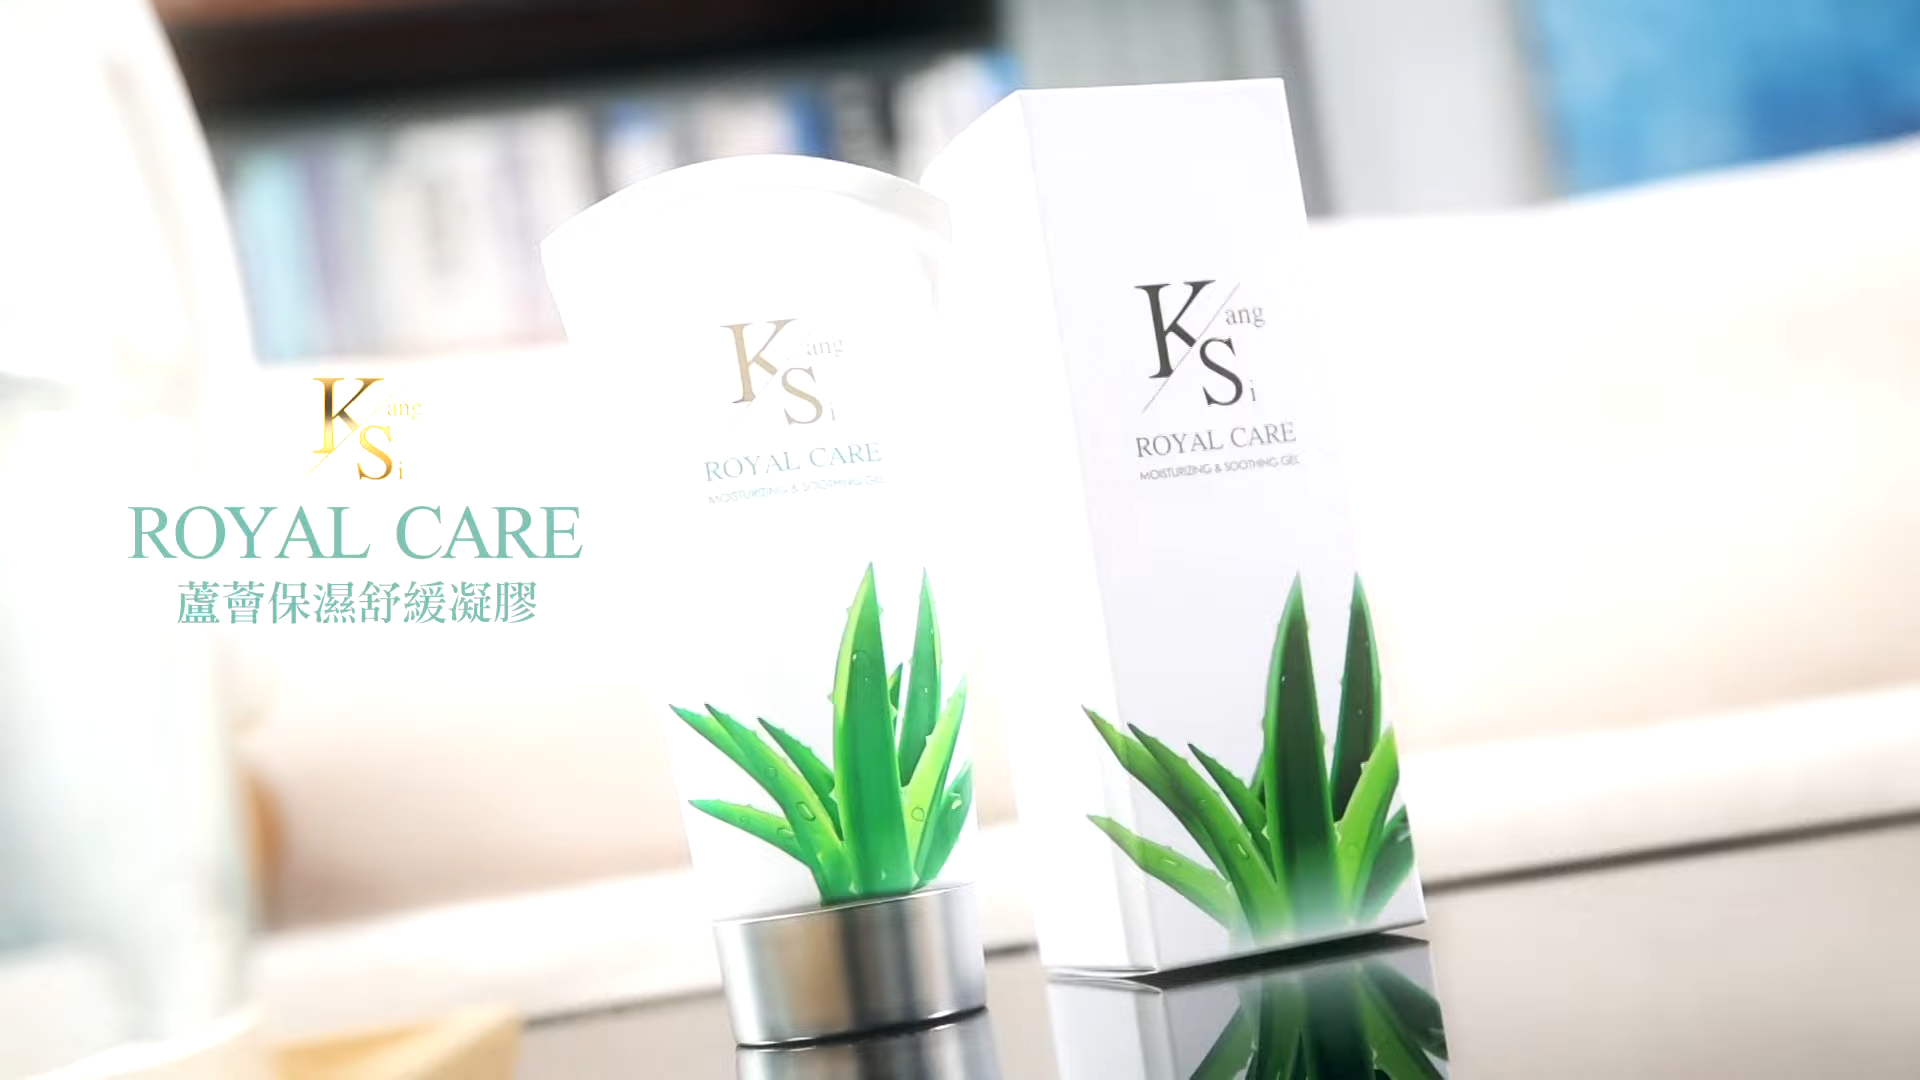 Kang
Si
ROYAL CARE
蘆薈保濕舒緩凝膠
Kang
Si
ROYAL CARE
MOISTURIZING & SOOTHING GEL
Kang
Si
ROYAL CARE
MOISTURIZING & SOOTHING GEL